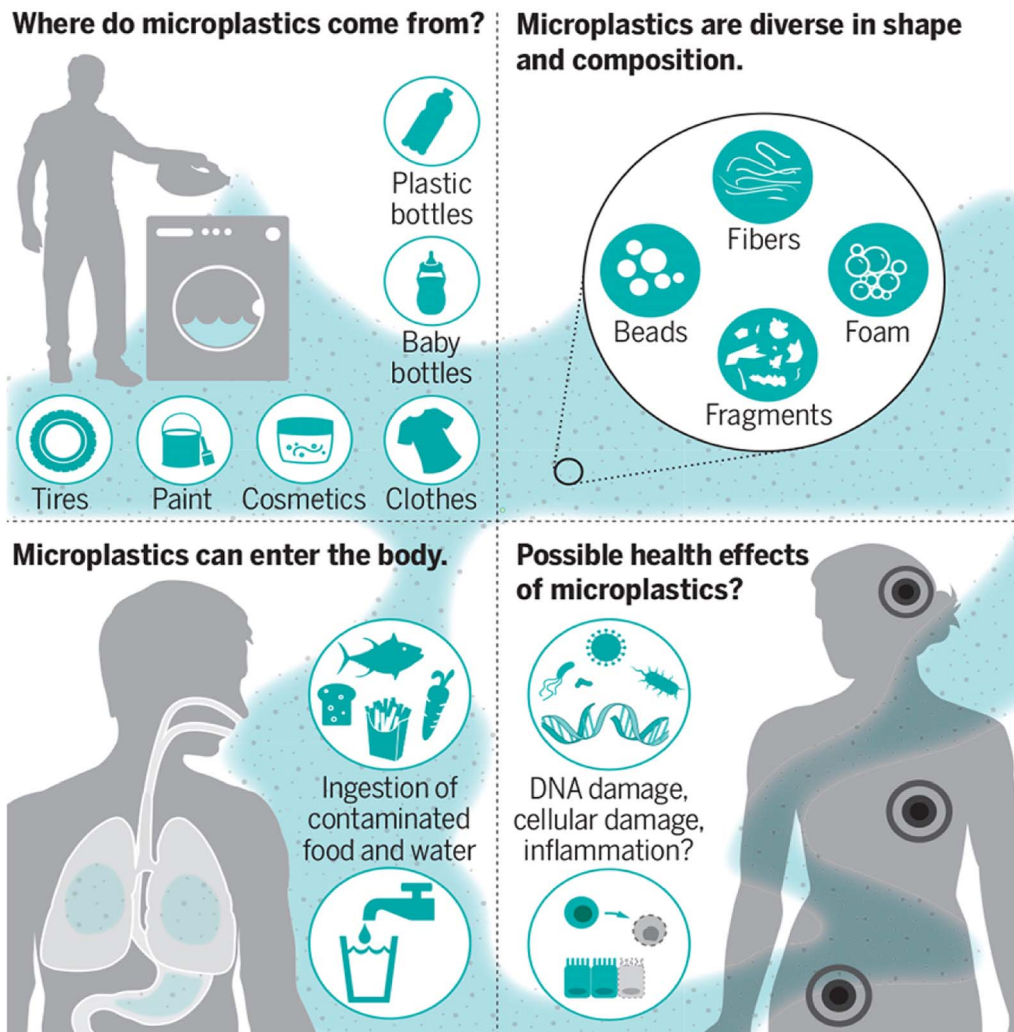 Where do microplastics come from?
Plastic
bottles
Baby
bottles
Tires
Paint
Cosmetics
Clothes
Microplastics are diverse in shape
and composition.
Fibers
Beads
Foam
Fragments
Microplastics can enter the body.
Ingestion of
contaminated
food and water
Possible health effects
of microplastics?
DNA damage,
cellular damage,
inflammation?